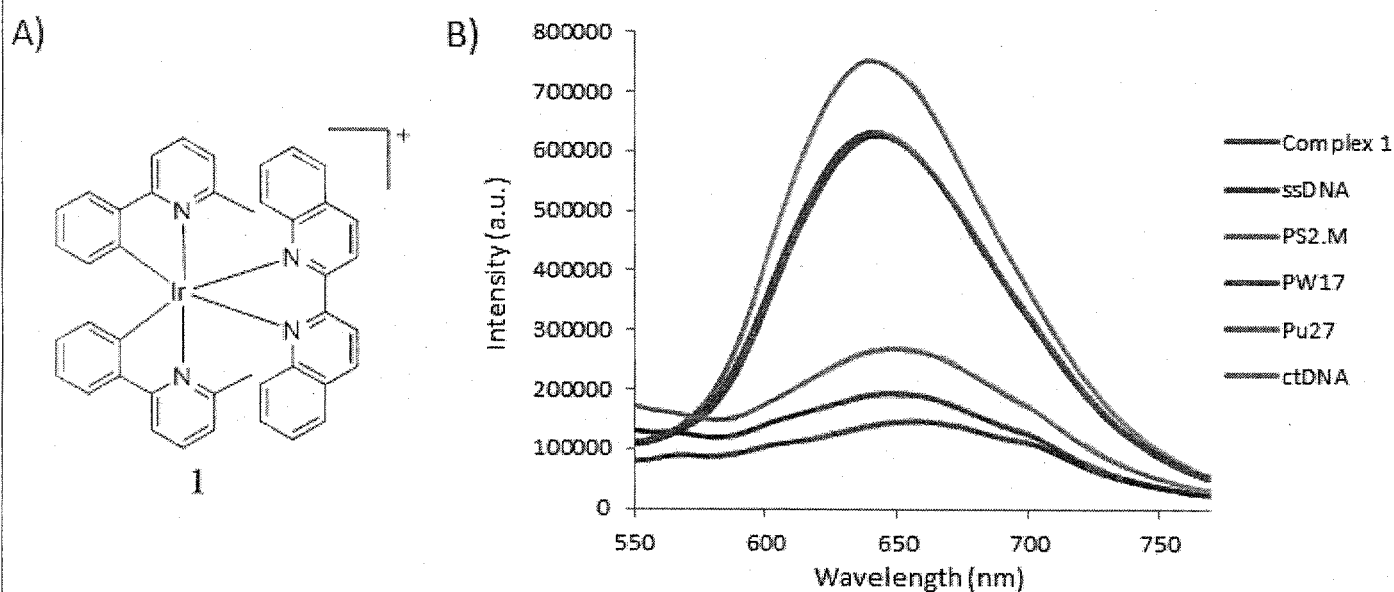 A)
N
+
N
Ir
N
N
1
B)
800000
700000
600000
500000
400000
300000
200000
100000
0
Intensity (a.u.)
550
600
650
700
750
Wavelength (nm)
Complex 1
ssDNA
PS2.M
PW17
Pu27
ctDNA